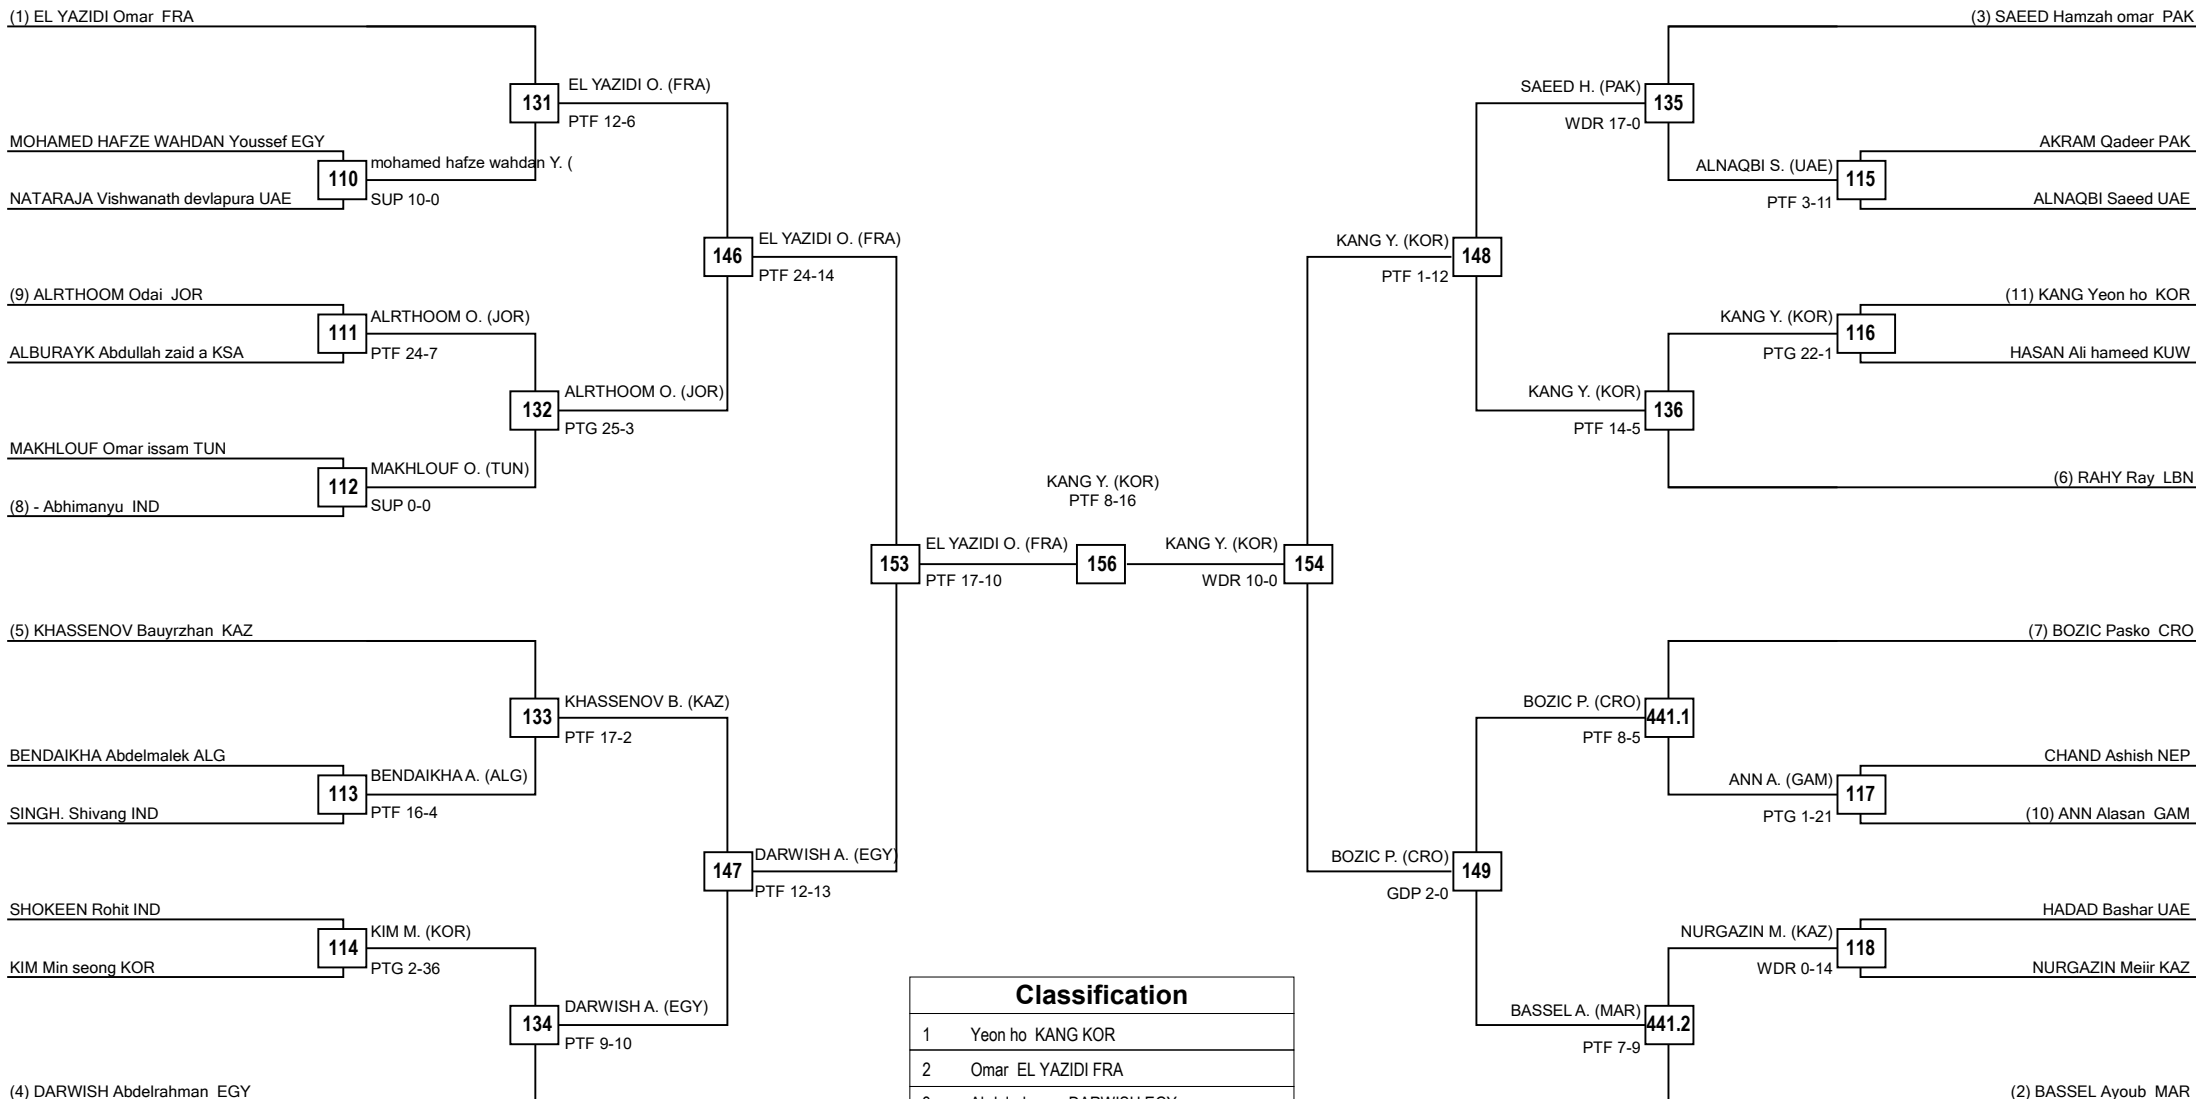 (1) EL YAZIDI Omar  FRA
(3) SAEED Hamzah omar  PAK
EL YAZIDI O. (FRA)
131
PTF 12-6
SAEED H. (PAK)
135
WDR 17-0
MOHAMED HAFZE WAHDAN Youssef EGY
mohamed hafze wahdan Y. (
110
SUP 10-0
NATARAJA Vishwanath devlapura UAE
AKRAM Qadeer PAK
ALNAQBI S. (UAE)
115
PTF 3-11
ALNAQBI Saeed UAE
EL YAZIDI O. (FRA)
146
PTF 24-14
KANG Y. (KOR)
148
PTF 1-12
(9) ALRTHOOM Odai  JOR
ALRTHOOM O. (JOR)
111
PTF 24-7
ALBURAYK Abdullah zaid a KSA
(11) KANG Yeon ho  KOR
KANG Y. (KOR)
116
PTG 22-1
HASAN Ali hameed KUW
ALRTHOOM O. (JOR)
132
PTG 25-3
KANG Y. (KOR)
136
PTF 14-5
MAKHLOUF Omar issam TUN
MAKHLOUF O. (TUN)
112
SUP 0-0
(8) - Abhimanyu  IND
(6) RAHY Ray  LBN
KANG Y. (KOR)
PTF 8-16
EL YAZIDI O. (FRA)
153
PTF 17-10
156
KANG Y. (KOR)
154
WDR 10-0
(5) KHASSENOV Bauyrzhan  KAZ
(7) BOZIC Pasko  CRO
KHASSENOV B. (KAZ)
133
PTF 17-2
BOZIC P. (CRO)
441.1
PTF 8-5
BENDAIKHA Abdelmalek ALG
BENDAIKHA A. (ALG)
113
PTF 16-4
SINGH. Shivang IND
CHAND Ashish NEP
ANN A. (GAM)
117
PTG 1-21
(10) ANN Alasan  GAM
DARWISH A. (EGY)
147
PTF 12-13
BOZIC P. (CRO)
149
GDP 2-0
SHOKEEN Rohit IND
KIM M. (KOR)
114
PTG 2-36
KIM Min seong KOR
HADAD Bashar UAE
NURGAZIN M. (KAZ)
118
WDR 0-14
NURGAZIN Meiir KAZ
DARWISH A. (EGY)
134
PTF 9-10
BASSEL A. (MAR)
441.2
PTF 7-9
(4) DARWISH Abdelrahman  EGY
(2) BASSEL Ayoub  MAR
Classification
1 Yeon ho  KANG KOR
2 Omar  EL YAZIDI FRA